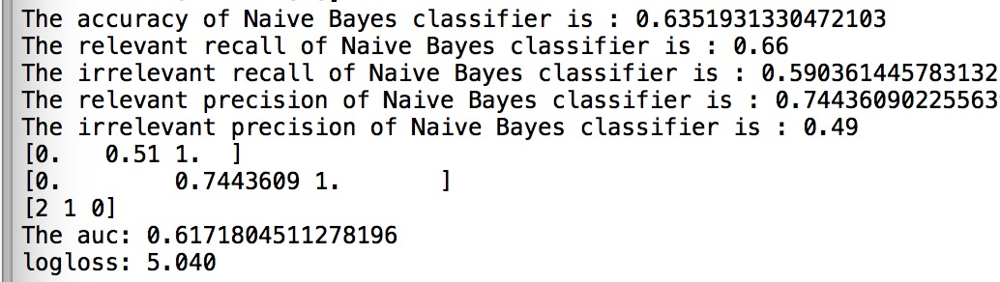 The accuracy of Naive Bayes classifier is : 0.6351931330472103
The relevant recall of Naive Bayes classifier is : 0.66
The irrelevant recall of Naive Bayes classifier is : 0.590361445783132
The relevant precision of Naive Bayes classifier is : 0.74436090225563
The irrelevant precision of Naive Bayes classifier is : 0.49
[0.   0.51 1.  ]
[0.        0.7443609 1.       ]
[2 1 0]
The auc: 0.6171804511278196
logloss: 5.040